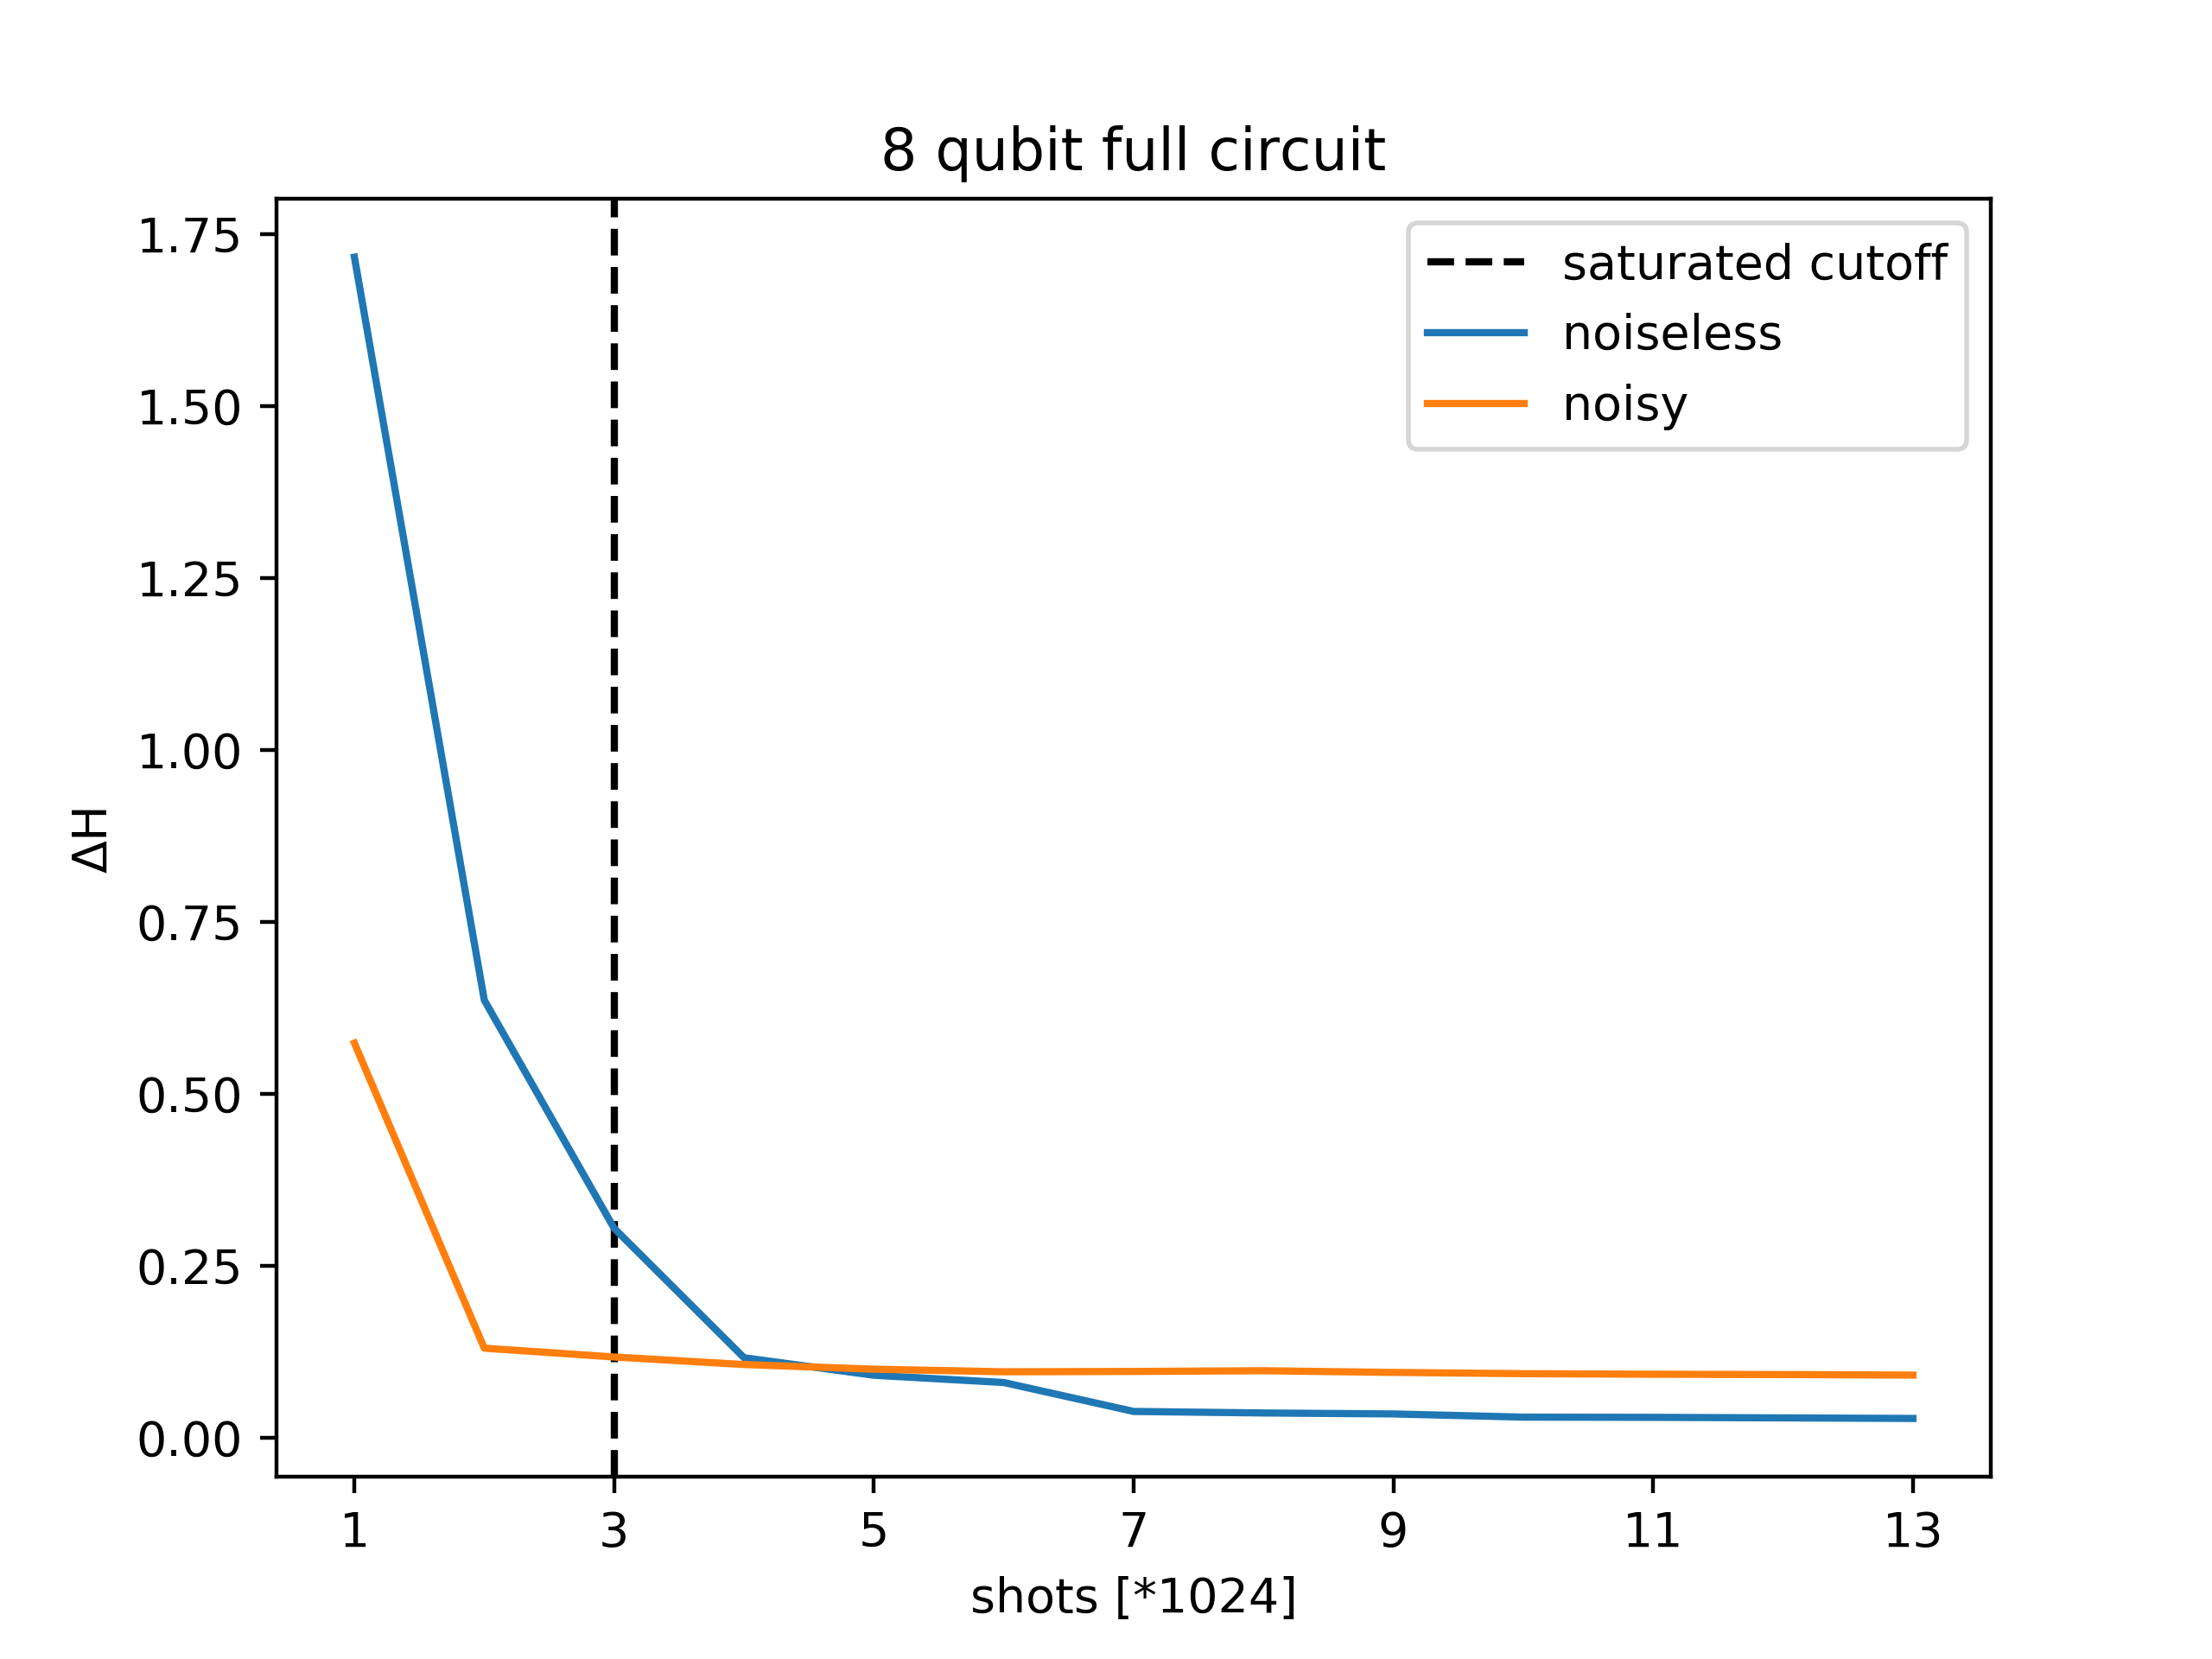 8 qubit full circuit
saturated cutoff
noiseless
noisy
1.75
1.50
1.25
1.00
0.75
0.50
0.25
0.00
ΔH
1 3 5 7 9 11 13
shots [*1024]